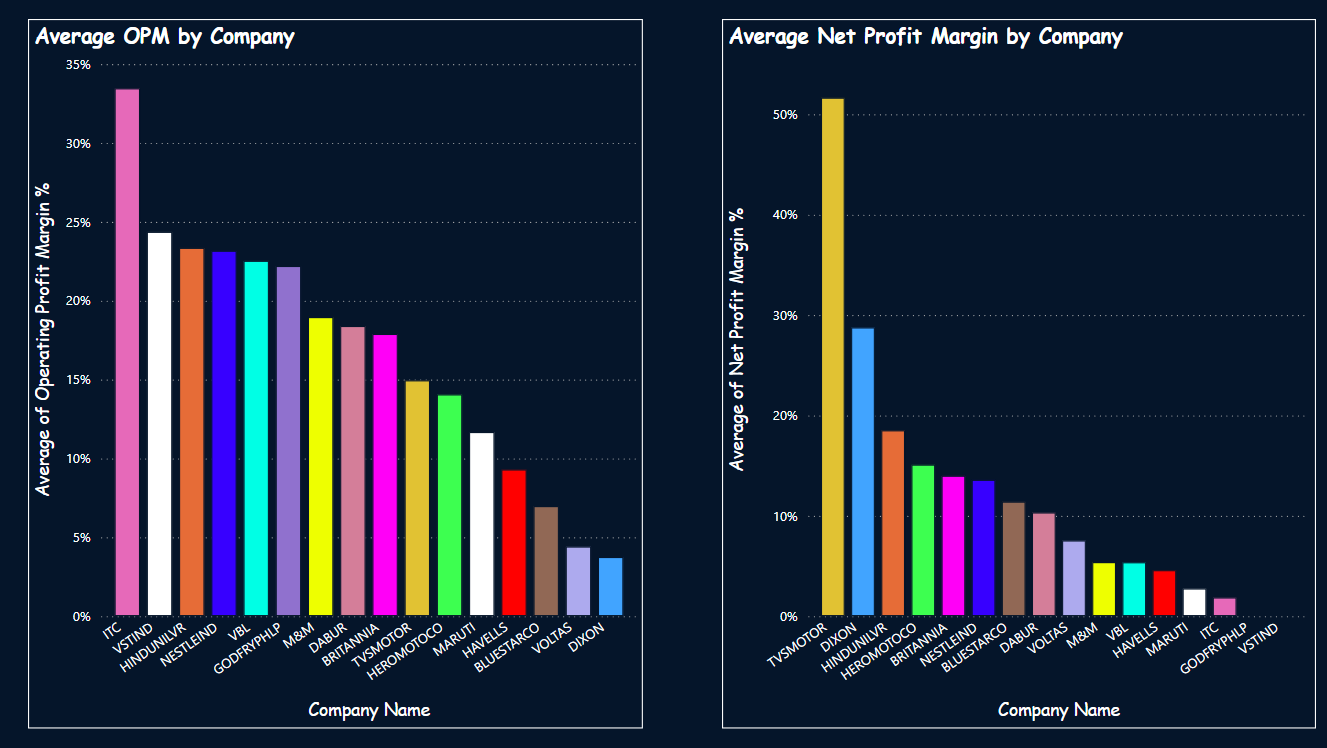 Average OPM by Company
35%
30%
25%
20%
15%
10%
5%
0%
Average of Operating Profit Margin %
ITC
VSTIND
HINDUNILVR
NESTLEIND
VBL
GODFRYPHLP
M&M
DABUR
BRITANNIA
TVSMOTOR
HEROMOTOCO
MARUTI
HAVELLS
BLUESTARCO
VOLTAS
DIXON
Company Name
Average Net Profit Margin by Company
50%
40%
30%
20%
10%
0%
Average of Net Profit Margin %
TVSMOTOR
DIXON
HINDUNILVR
HEROMOTOCO
BRITANNIA
NESTLEIND
BLUESTARCO
DABUR
VOLTAS
M&M
VBL
HAVELLS
MARUTI
ITC
GODFRYPHLP
VSTIND
Company Name